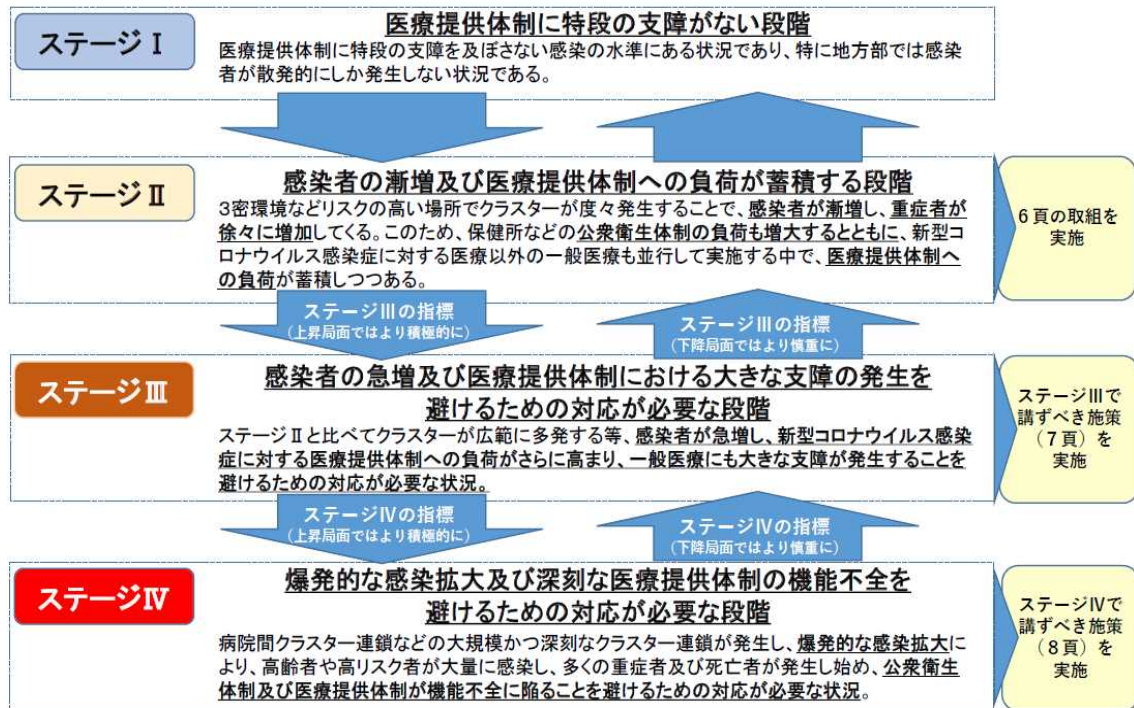 ステージⅠ
医療提供体制に特段の支障がない段階
医療提供体制に特段の支障を及ぼさない感染の水準にある状況であり、特に地方部では感染
者が散発的にしか発生しない状況である。
ステージⅡ
感染者の漸増及び医療提供体制への負荷が蓄積する段階
3密環境などリスクの高い場所でクラスターが度々発生することで、感染者が漸増し、重症者が
徐々に増加してくる。このため、保健所などの公衆衛生体制の負荷も増大するとともに、新型コ
ロナウイルス感染症に対する医療以外の一般医療も並行して実施する中で、医療提供体制へ
の負荷が蓄積しつつある。
6頁の取組を
実施
ステージⅢの指標
(上昇局面ではより積極的に)
ステージⅢの指標
(下降局面ではより慎重に)
ステージⅢ
感染者の急増及び医療提供体制における大きな支障の発生を
避けるための対応が必要な段階
ステージⅡと比べてクラスターが広範に多発する等、感染者が急増し、新型コロナウイルス感染
症に対する医療提供体制への負荷がさらに高まり、一般医療にも大きな支障が発生することを
避けるための対応が必要な状況。
ステージⅢで
講ずべき施策
(7頁)を
実施
ステージⅣの指標
(上昇局面ではより積極的に)
ステージⅣの指標
(下降局面ではより慎重に)
ステージⅣ
爆発的な感染拡大及び深刻な医療提供体制の機能不全を
避けるための対応が必要な段階
病院間クラスター連鎖などの大規模かつ深刻なクラスター連鎖が発生し、爆発的な感染拡大に
より、高齢者や高リスク者が大量に感染し、多くの重症者及び死亡者が発生し始め、公衆衛生
体制及び医療提供体制が機能不全に陥ることを避けるための対応が必要な状況。
ステージⅣで
講ずべき施策
(8頁)を
実施